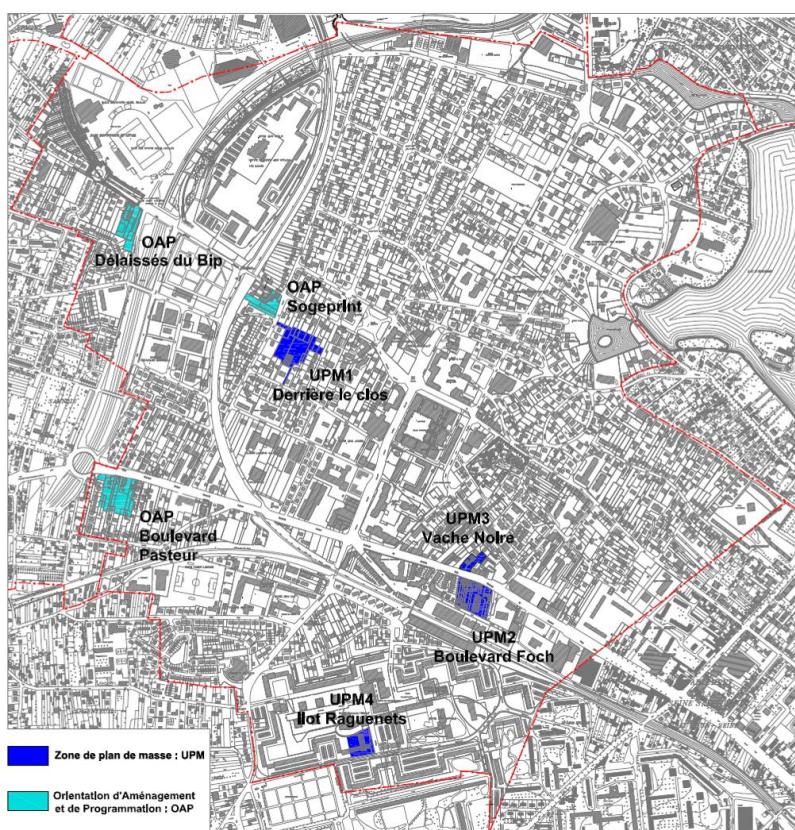 OAP
Délaissés du Bip
OAP
Sogeprint
UPM1
Derrière le clos
OAP
Boulevard
Pasteur
UPM3
Vache Noire
UPM2
Boulevard Foch
UPM4
Ilot Raguenets
Zone de plan de masse : UPM
Orientation d'Aménagement
et de Programmation : OAP